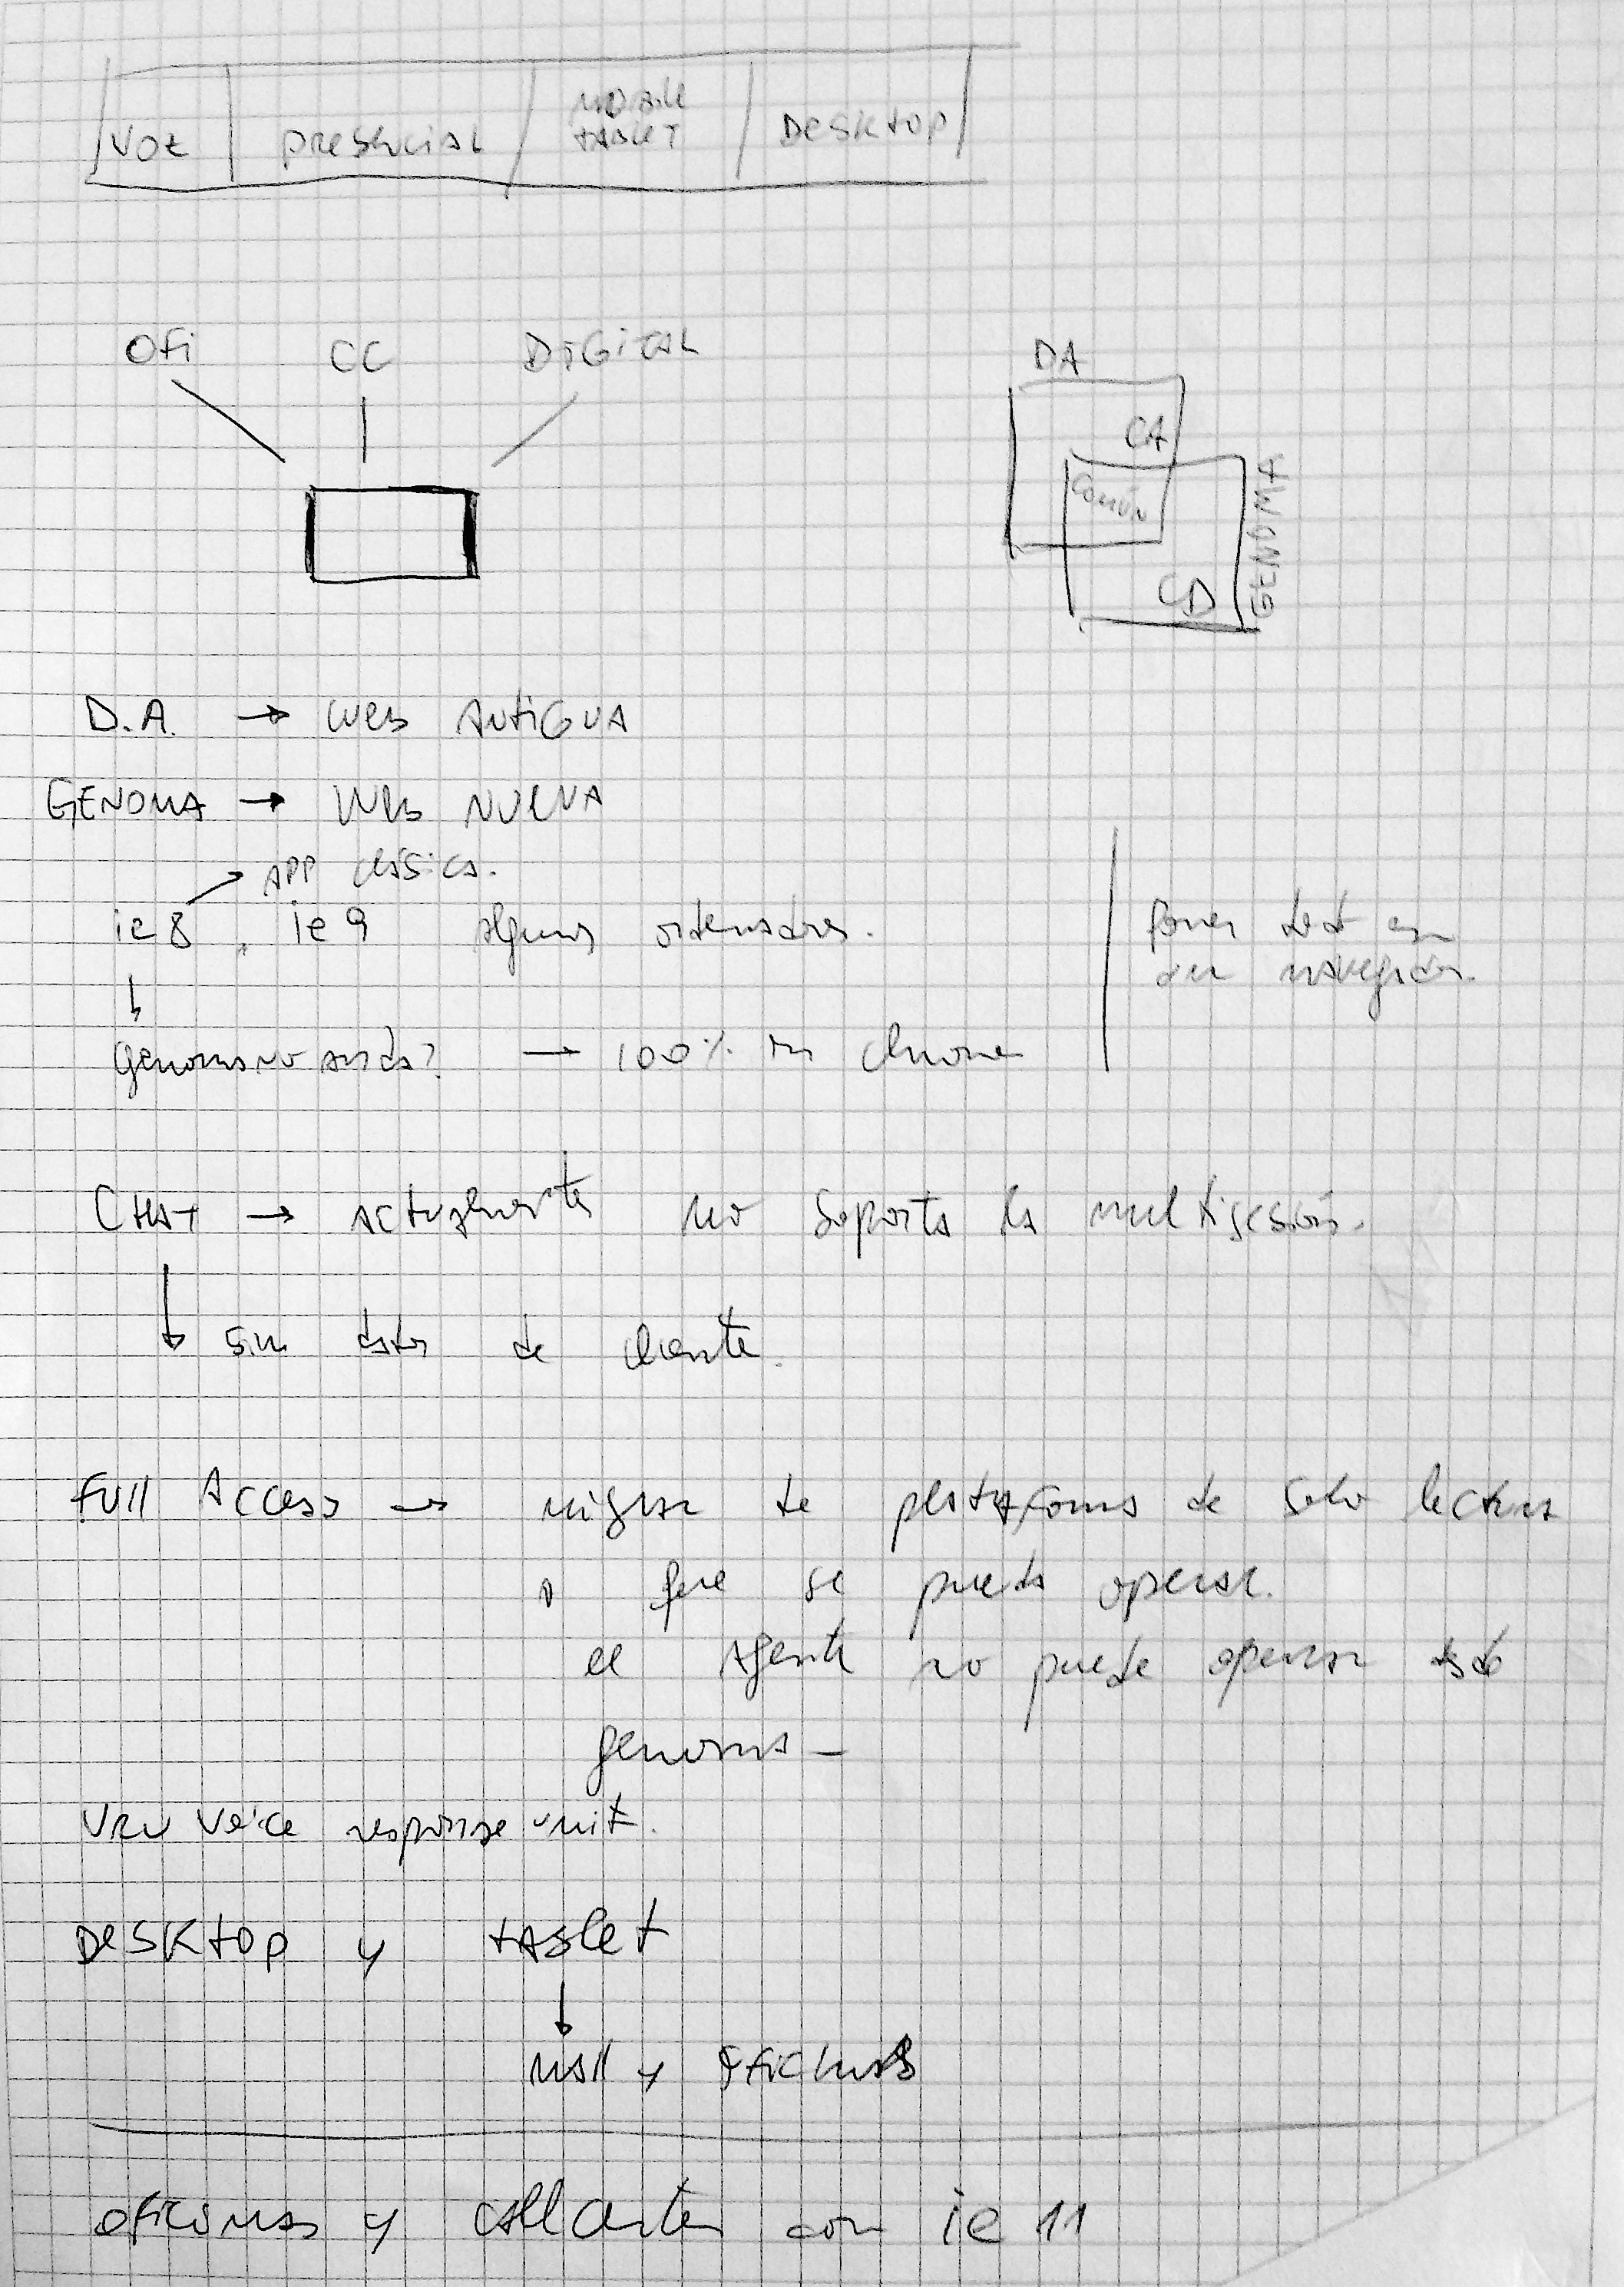 VOZ PRESENCIAL MOBILE DESKTOP
TABLET
OFI CC DIGITAL
DA
CA
COMÚN
CD
GENOMA
D.A. → WEB ANTIGUA
GENOMA → WEB NUEVA
APP clásica.
ie8, ie9 algunos ordenadores.
Poner test en
un navegador.
Genoma no anda? → 100% en chrome
CHAT → actualmente no soporta la multisesión.
sin datos de cliente.
Full Access → migrar de plataforma de solo lectura
a que se pueda operar.
el agente no puede operar desde
genoma
VRU Voice response unit.
DESKTOP y tablet
mail y oficinas
oficinas y callcenter con ie 11